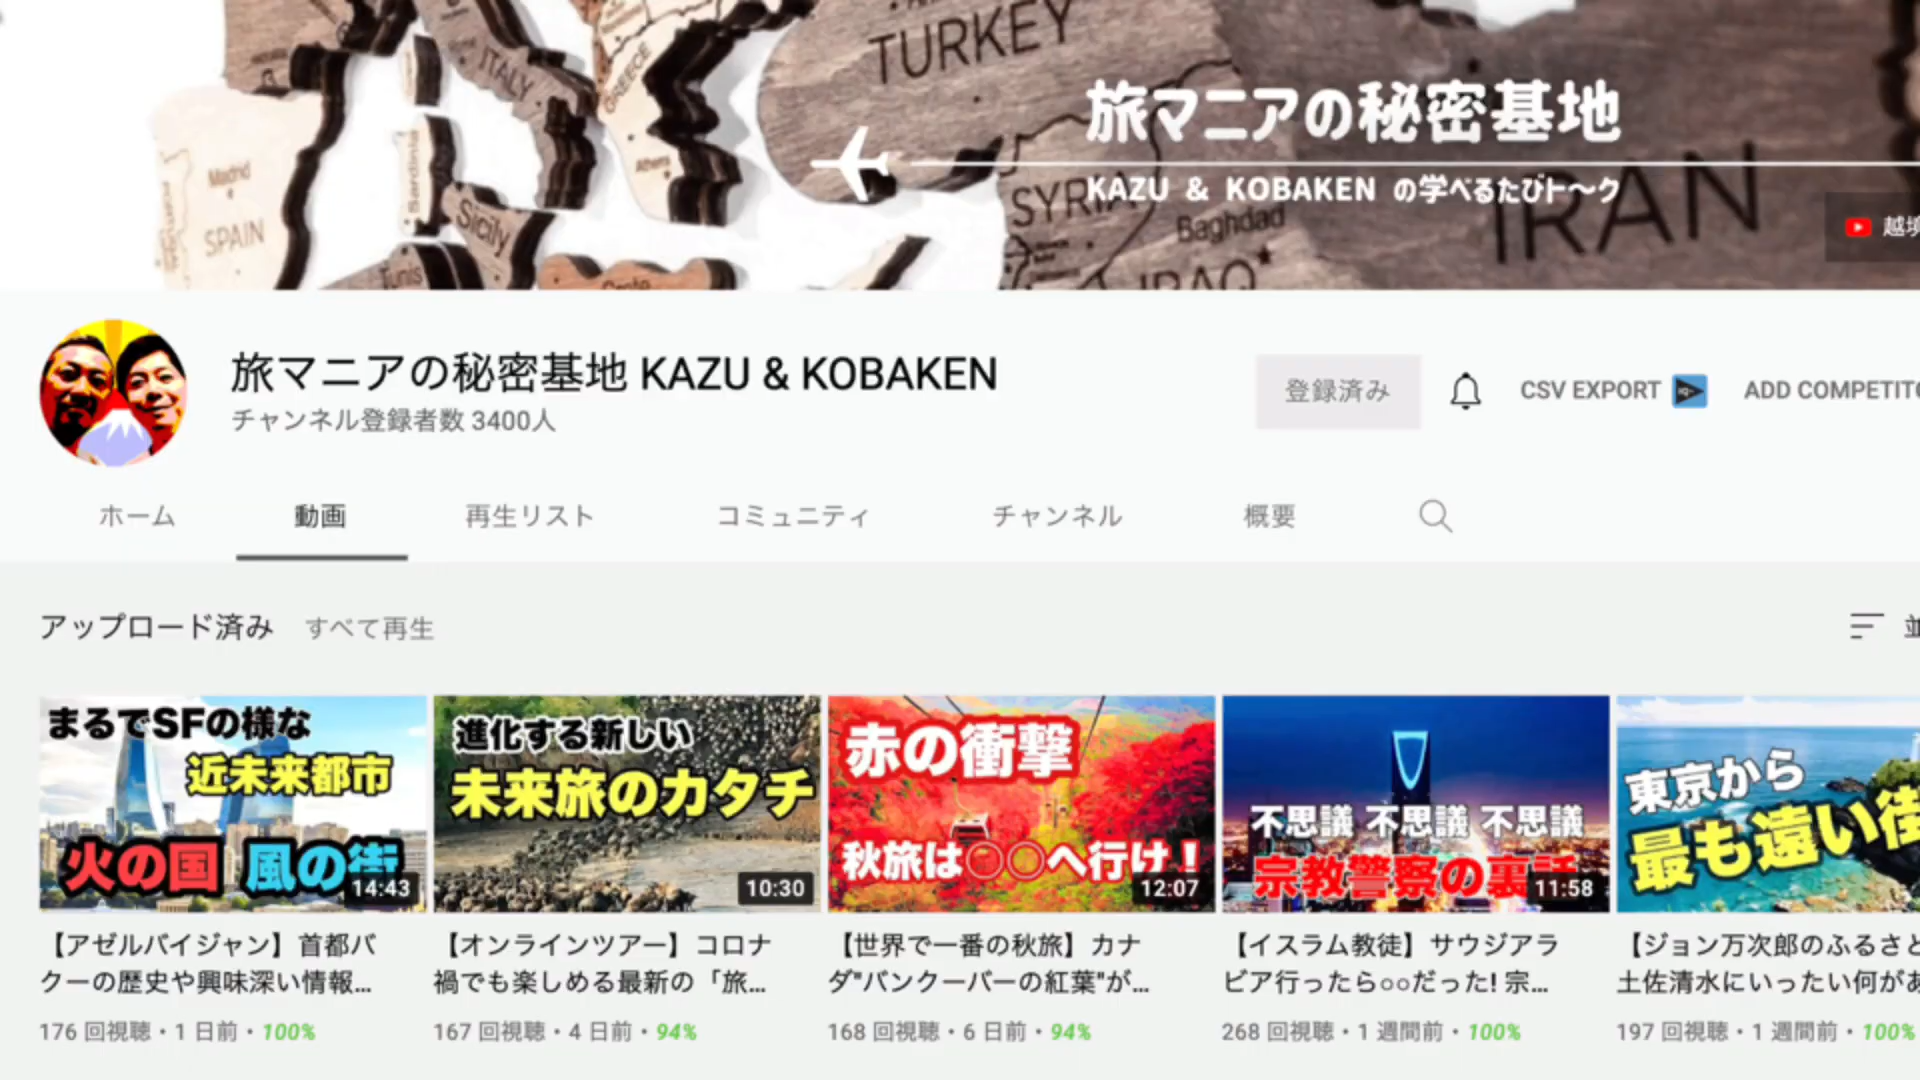 TURKEY
ITALY
GREECE
旅マニアの秘密基地
Madrid
Athens
Sardinia
KAZU & KOBAKEN の学べるたびト〜ク
SYRIA
IRAN
Sicily
SPAIN
Baghdad
越境
Tunis
Crete
IRAQ
旅マニアの秘密基地 KAZU & KOBAKEN
チャンネル登録者数 3400人
登録済み
CSV EXPORT
ADD COMPETITO
ホーム 動画 再生リスト コミュニティ チャンネル 概要
アップロード済み すべて再生
並
まるでSFの様な
近未来都市
火の国 風の街
14:43
進化する新しい
未来旅のカタチ
10:30
赤の衝撃
秋旅は〇〇へ行け!
12:07
不思議 不思議 不思議
宗教警察の裏話
11:58
東京から
最も遠い街
【アゼルバイジャン】首都バ
クーの歴史や興味深い情報...
176 回視聴・1 日前・100%
【オンラインツアー】コロナ
禍でも楽しめる最新の「旅...
167 回視聴・4 日前・94%
【世界で一番の秋旅】カナ
ダ"バンクーバーの紅葉"が...
168 回視聴・6 日前・94%
【イスラム教徒】サウジアラ
ビア行ったら○○だった! 宗...
268 回視聴・1 週間前・100%
【ジョン万次郎のふるさと
土佐清水にいったい何があ
197 回視聴・1 週間前・100%